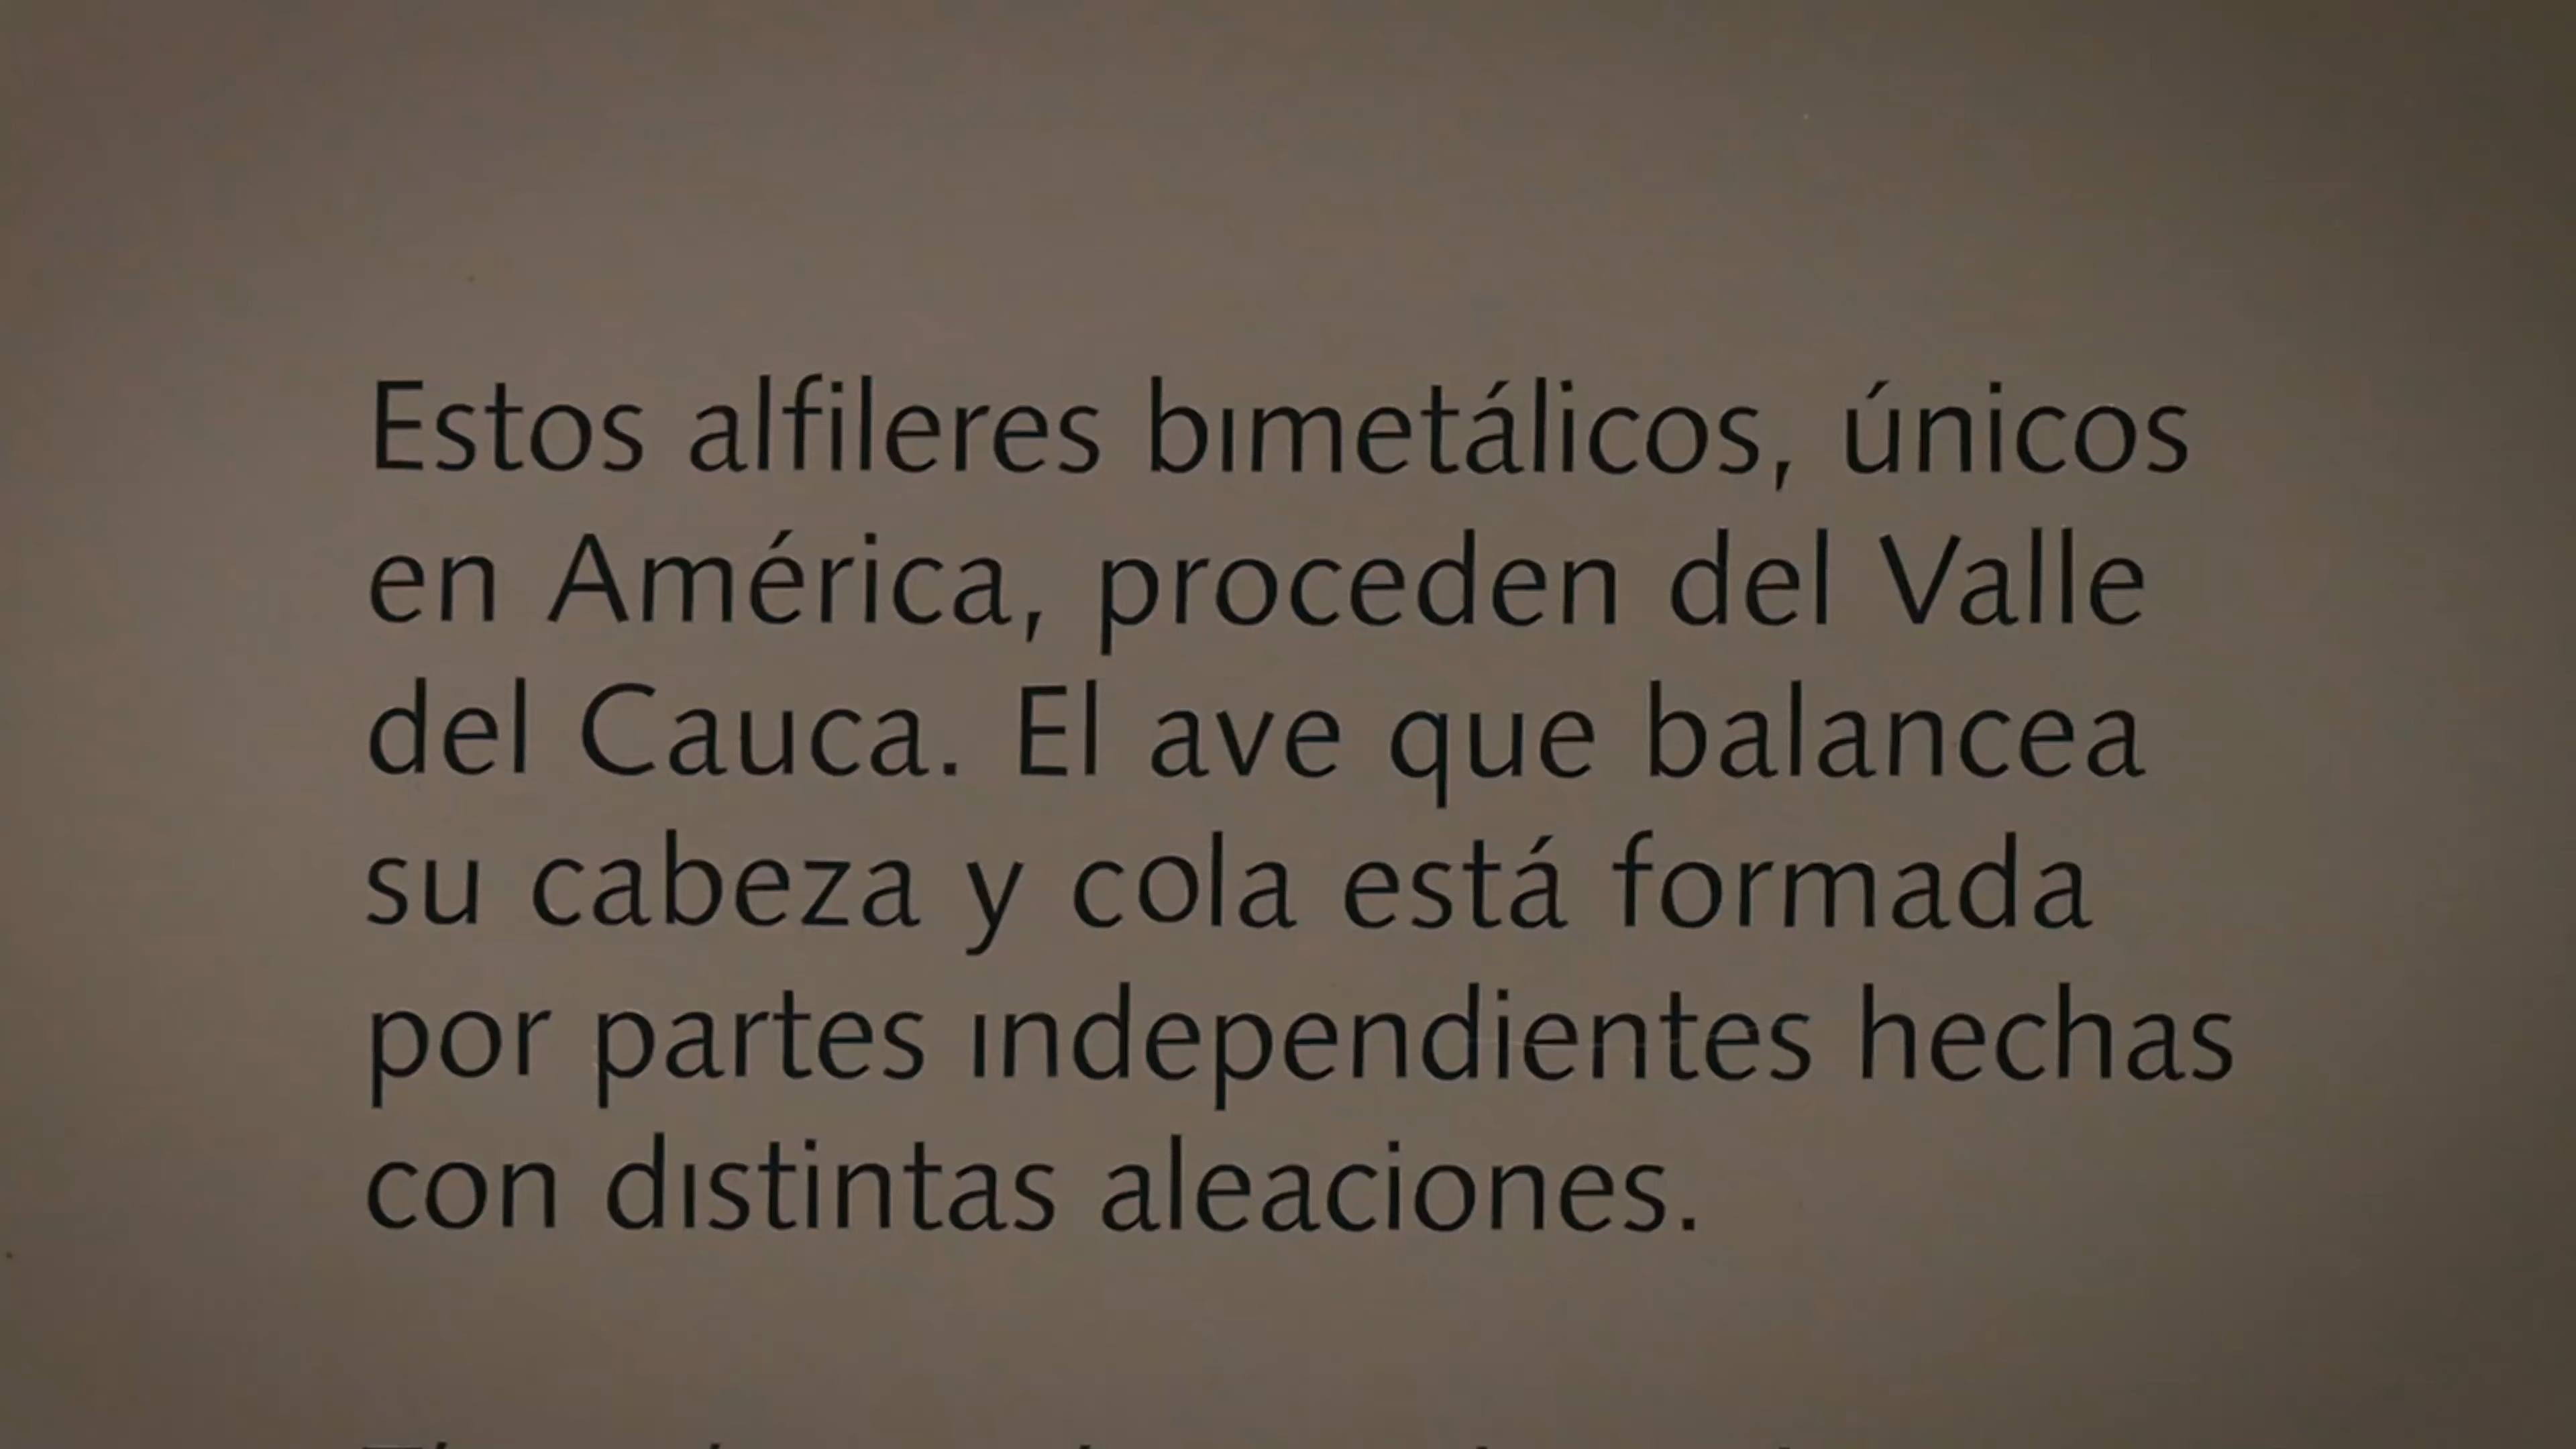 Estos alfileres bimetálicos, únicos
en América, proceden del Valle
del Cauca. El ave que balancea
su cabeza y cola está formada
por partes independientes hechas
con distintas aleaciones.